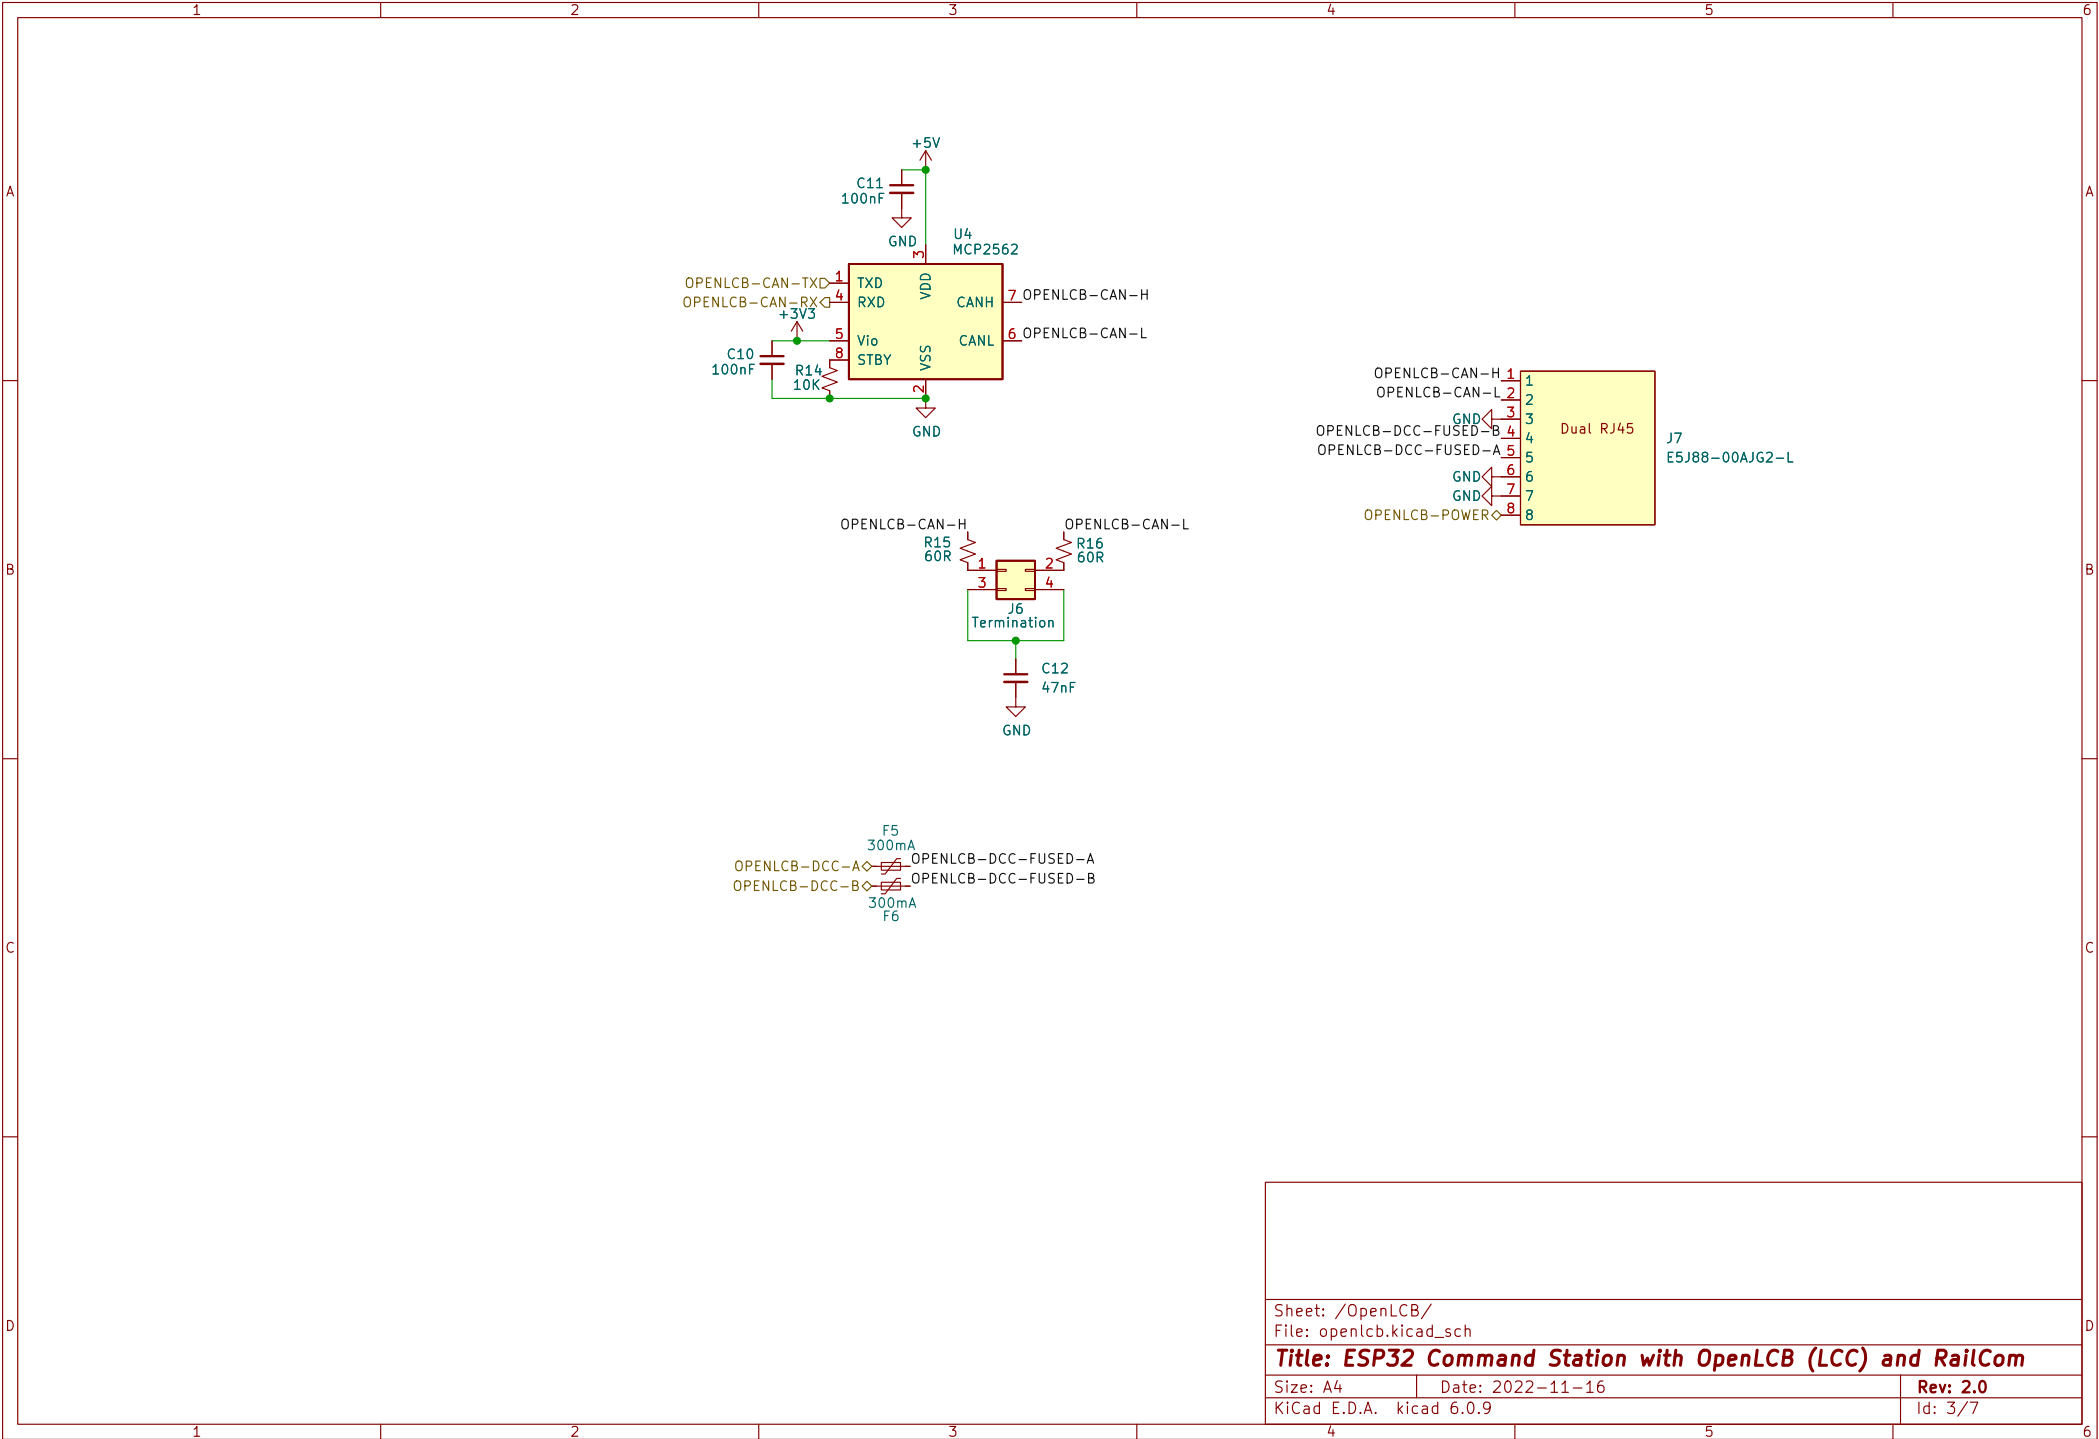 1 2 3 4 5 6
+5V
C11
100nF
GND
U4
MCP2562
3
VDD
OPENLCB-CAN-TX
1
TXD
OPENLCB-CAN-RX
4
RXD
CANH
7
OPENLCB-CAN-H
+3V3
5
Vio
CANL
6
OPENLCB-CAN-L
8
STBY
VSS
2
C10
100nF
R14
10K
GND
OPENLCB-CAN-H
1
1
OPENLCB-CAN-L
2
2
GND
3
3
OPENLCB-DCC-FUSED-B
4
4
OPENLCB-DCC-FUSED-A
5
5
GND
6
6
GND
7
7
OPENLCB-POWER
8
8
Dual RJ45
J7
E5J88-00AJG2-L
OPENLCB-CAN-H
OPENLCB-CAN-L
R15
60R
R16
60R
1
2
3
4
J6
Termination
C12
47nF
GND
F5
300mA
OPENLCB-DCC-A
OPENLCB-DCC-FUSED-A
OPENLCB-DCC-B
OPENLCB-DCC-FUSED-B
300mA
F6
A
A
B
B
C
C
D
D
Sheet: /OpenLCB/
File: openlcb.kicad_sch
Title: ESP32 Command Station with OpenLCB (LCC) and RailCom
Size: A4
Date: 2022-11-16
Rev: 2.0
KiCad E.D.A. kicad 6.0.9
Id: 3/7
1 2 3 4 5 6